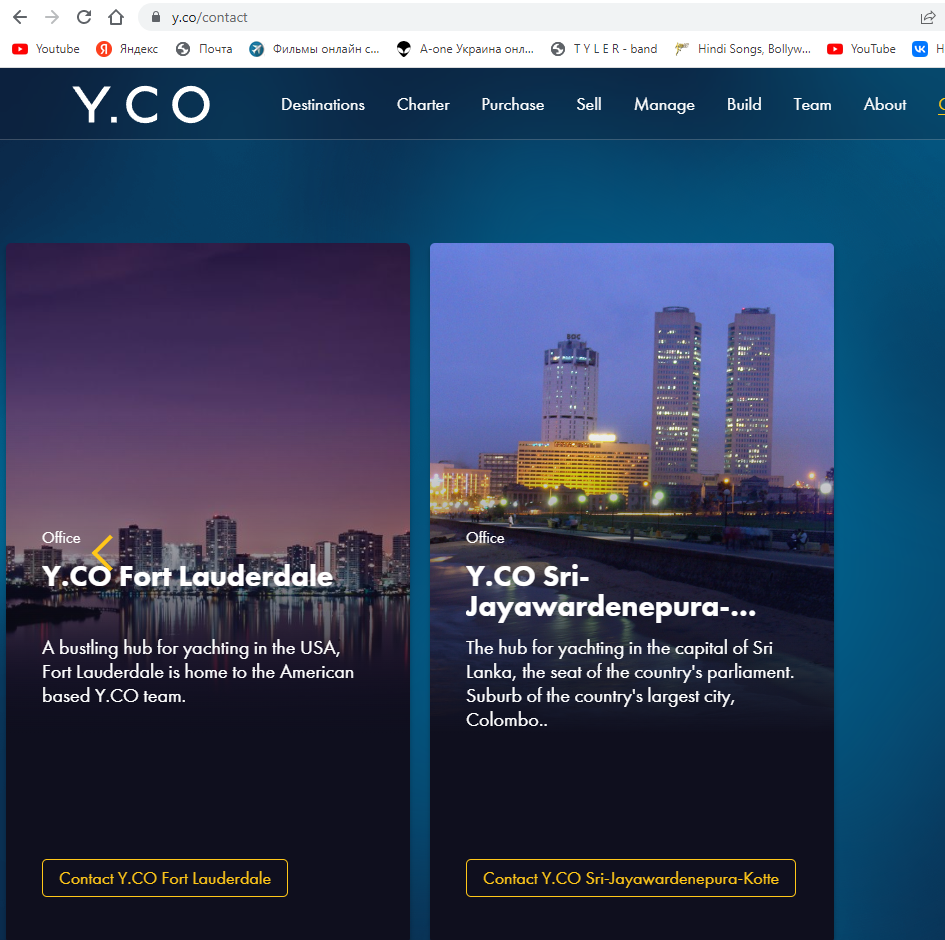 y.co/contact
Youtube Яндекс Почта Фильмы онлайн с... A-one Украина онл... T Y L E R - band Hindi Songs, Bollyw... YouTube
Y.CO Destinations Charter Purchase Sell Manage Build Team About
BOC
Office
Y.CO Fort Lauderdale
A bustling hub for yachting in the USA,
Fort Lauderdale is home to the American
based Y.CO team.
Contact Y.CO Fort Lauderdale
Office
Y.CO Sri-
Jayawardenepura-...
The hub for yachting in the capital of Sri
Lanka, the seat of the country's parliament.
Suburb of the country's largest city,
Colombo..
Contact Y.CO Sri-Jayawardenepura-Kotte